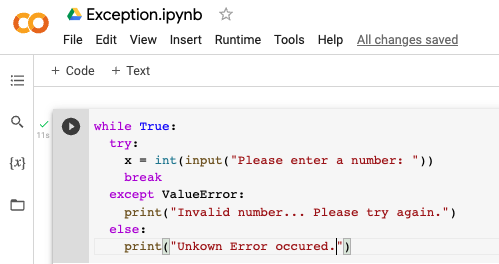 Exception.ipynb
File Edit View Insert Runtime Tools Help All changes saved
+ Code + Text
11s
{x}
while True:
  try:
    x = int(input("Please enter a number: "))
    break
  except ValueError:
    print("Invalid number... Please try again.")
  else:
    print("Unkown Error occured.")